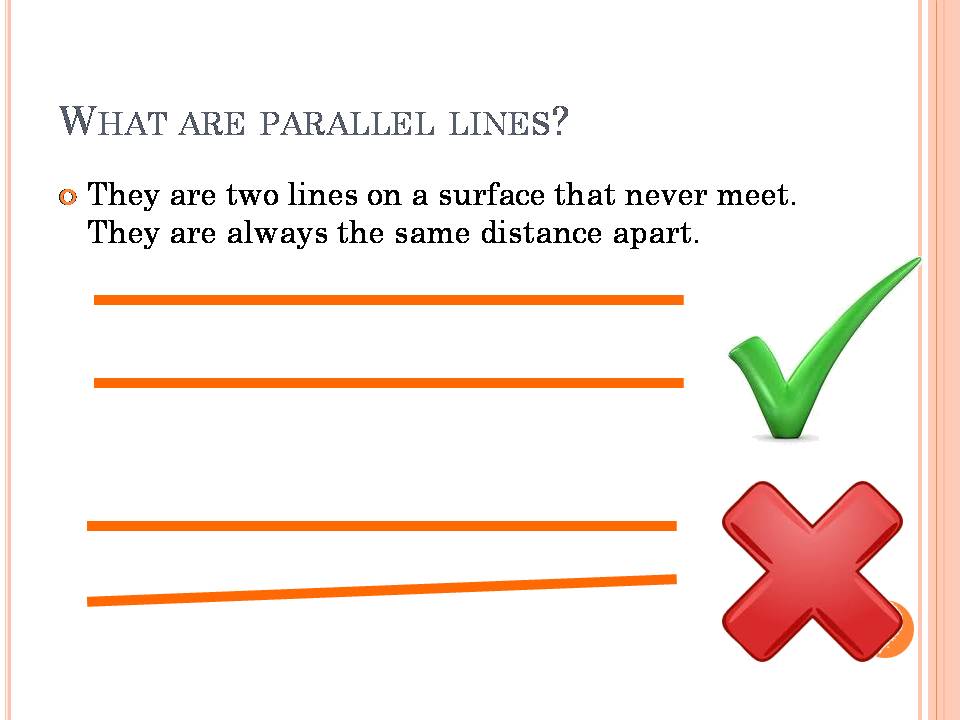 WHAT ARE PARALLEL LINES?
They are two lines on a surface that never meet.
They are always the same distance apart.